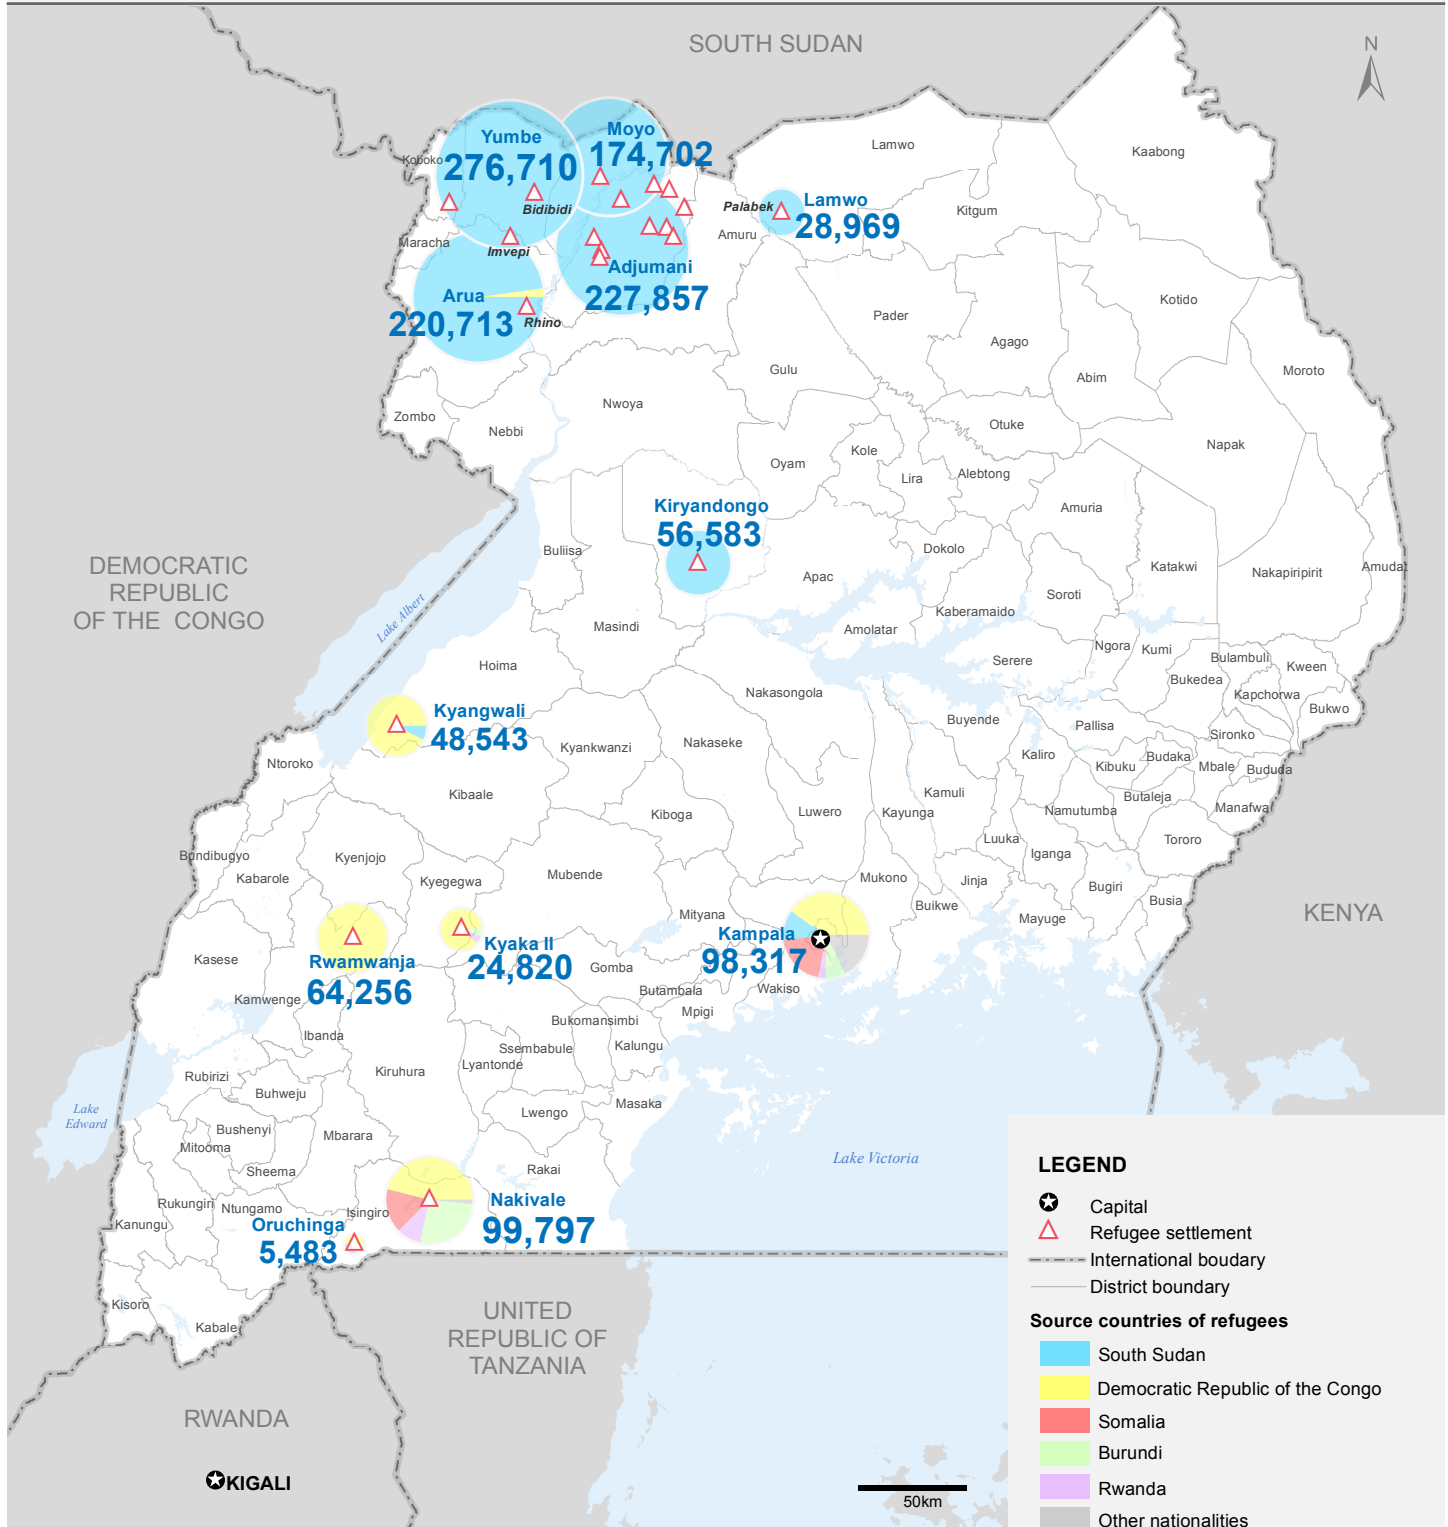 SOUTH SUDAN
N
Yumbe
276,710
Moyo
174,702
Koboko
Bidibidi
Imvepi
Maracha
Arua
220,713
Rhino
Adjumani
227,857
Palabek
Lamwo
28,969
Amuru
Lamwo
Kaabong
Kitgum
Kotido
Pader
Agago
Abim
Moroto
Gulu
Nwoya
Zombo
Nebbi
Otuke
Napak
Kole
Oyam
Lira
Alebtong
Amuria
Kiryandongo
56,583
Buliisa
Dokolo
Katakwi
Nakapiripirit
Amudat
Apac
Soroti
Kaberamaido
DEMOCRATIC
REPUBLIC
OF THE CONGO
Lake Albert
Masindi
Amolatar
Ngora
Kumi
Bulambuli
Kween
Hoima
Serere
Bukedea
Kapchorwa
Bukwo
Nakasongola
Kyangwali
48,543
Buyende
Pallisa
Sironko
Kyankwanzi
Nakaseke
Kaliro
Kibuku
Budaka
Mbale
Bududa
Ntoroko
Kibaale
Kiboga
Luwero
Kayunga
Kamuli
Namutumba
Butaleja
Manafwa
Luuka
Iganga
Tororo
Bundibugyo
Kyenjojo
Kabarole
Kyegegwa
Mubende
Mukono
Jinja
Bugiri
Busia
Buikwe
Mayuge
Mityana
KENYA
Kampala
98,317
Wakiso
Kyaka II
24,820
Rwamwanja
64,256
Kasese
Kamwenge
Gomba
Butambala
Mpigi
Bukomansimbi
Ibanda
Kalungu
Ssembabule
Lyantonde
Kiruhura
Rubirizi
Buhweju
Masaka
Lwengo
Lake
Edward
Bushenyi
Mitooma
Mbarara
Sheema
Rakai
Lake Victoria
Rukungiri
Ntungamo
Isingiro
Kanungu
Nakivale
99,797
Oruchinga
5,483
Kisoro
Kabale
UNITED
REPUBLIC OF
TANZANIA
RWANDA
KIGALI
50km
LEGEND
Capital
Refugee settlement
International boudary
District boundary
Source countries of refugees
South Sudan
Democratic Republic of the Congo
Somalia
Burundi
Rwanda
Other nationalities